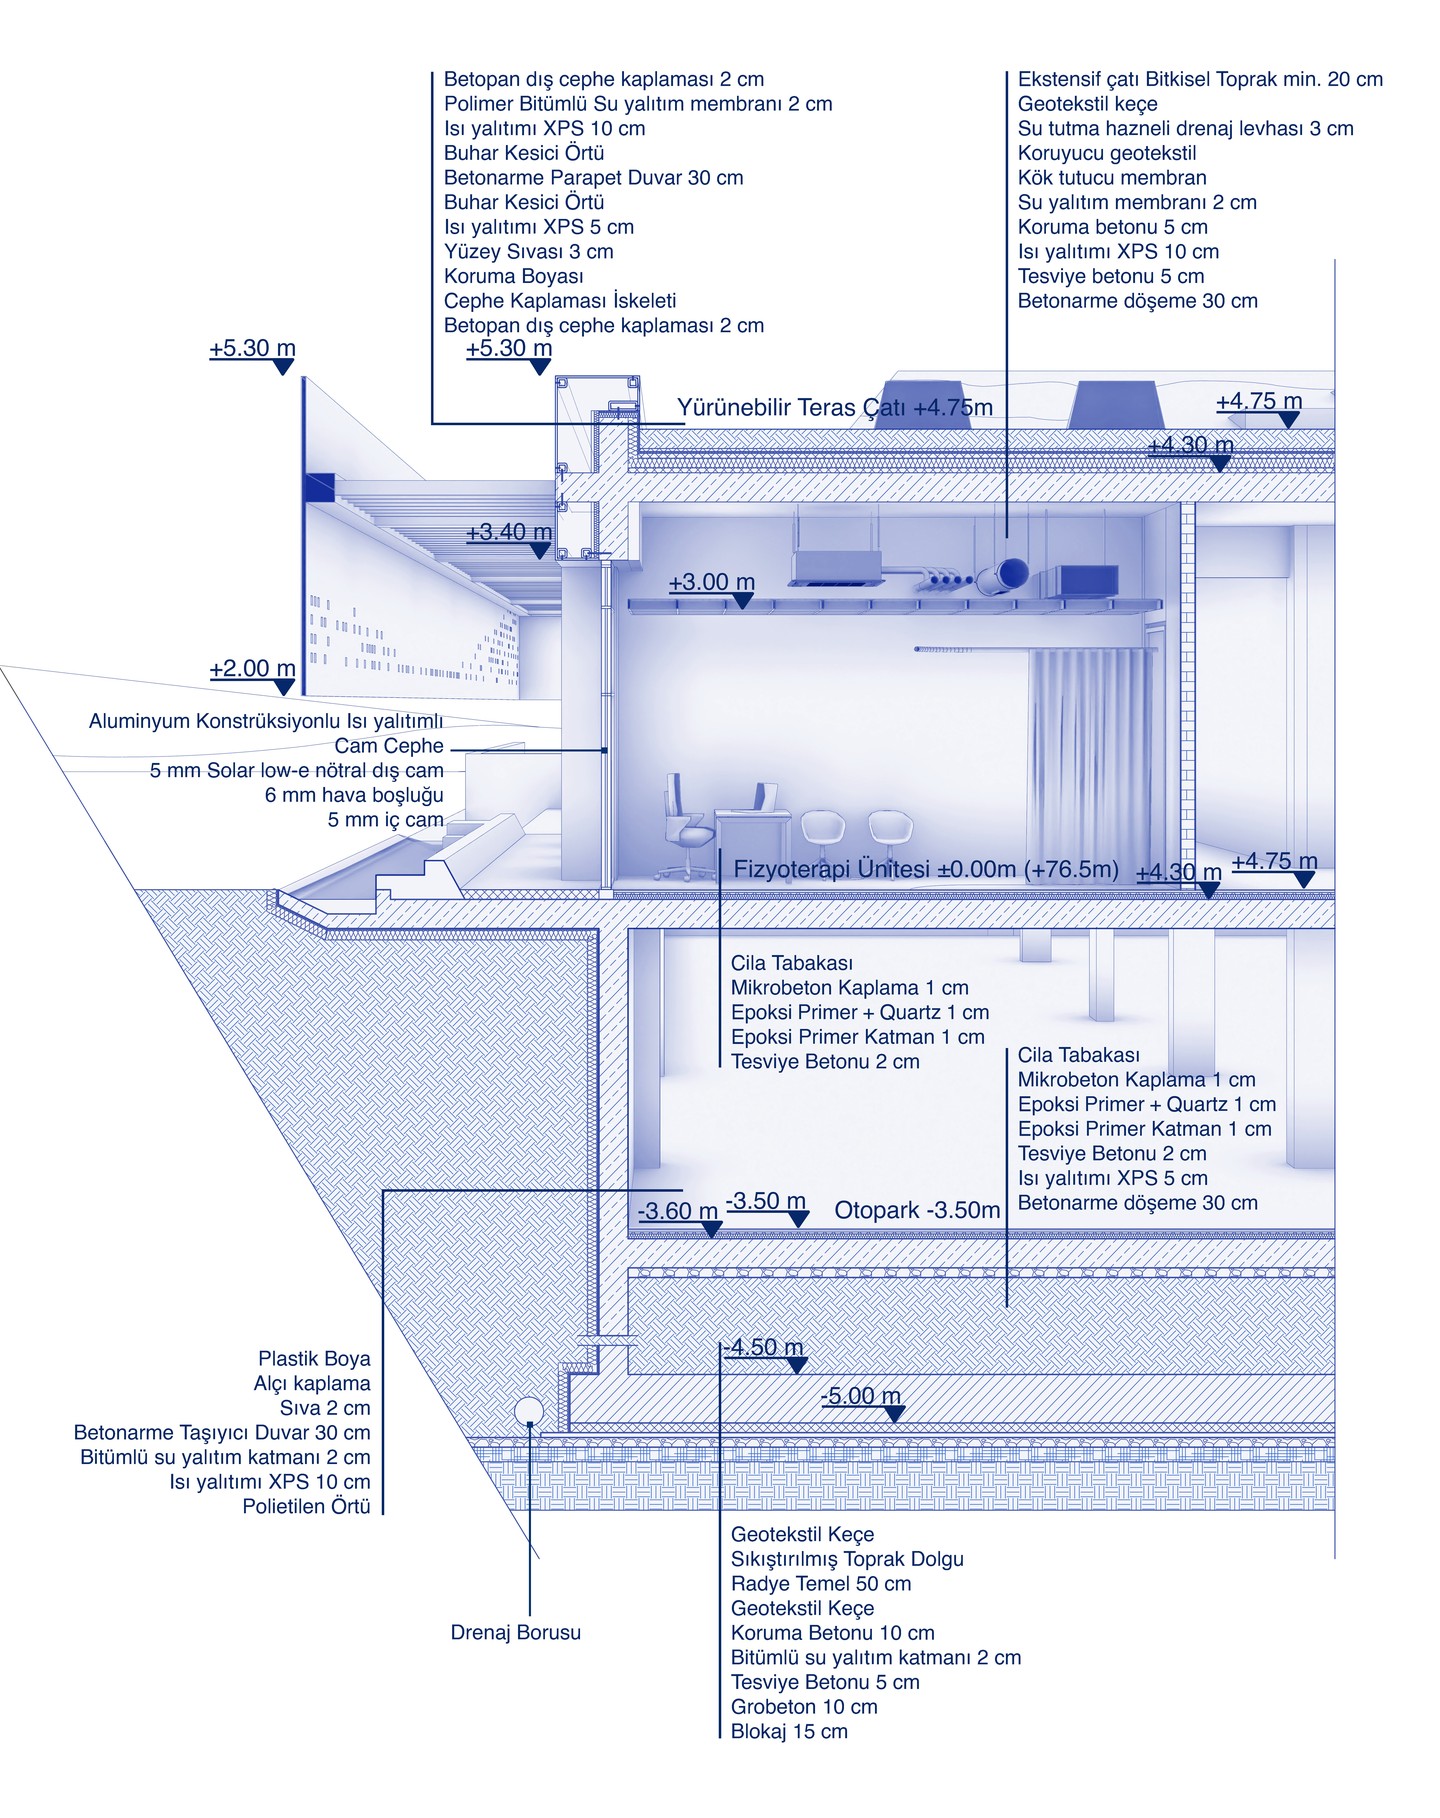 Betopan dış cephe kaplaması 2 cm
Polimer Bitümlü Su yalıtım membranı 2 cm
Isı yalıtımı XPS 10 cm
Buhar Kesici Örtü
Betonarme Parapet Duvar 30 cm
Buhar Kesici Örtü
Isı yalıtımı XPS 5 cm
Yüzey Sıvası 3 cm
Koruma Boyası
Cephe Kaplaması İskeleti
Betopan dış cephe kaplaması 2 cm
Ekstensif çatı Bitkisel Toprak min. 20 cm
Geotekstil keçe
Su tutma hazneli drenaj levhası 3 cm
Koruyucu geotekstil
Kök tutucu membran
Su yalıtım membranı 2 cm
Koruma betonu 5 cm
Isı yalıtımı XPS 10 cm
Tesviye betonu 5 cm
Betonarme döşeme 30 cm
+5.30 m
+5.30 m
Yürünebilir Teras Çatı +4.75m
+4.75 m
+4.30 m
+3.40 m
+3.00 m
+2.00 m
Aluminyum Konstrüksiyonlu Isı yalıtımlı
Cam Cephe
5 mm Solar low-e nötral dış cam
6 mm hava boşluğu
5 mm iç cam
Fizyoterapi Ünitesi ±0.00m (+76.5m)
+4.30 m
+4.75 m
Cila Tabakası
Mikrobeton Kaplama 1 cm
Epoksi Primer + Quartz 1 cm
Epoksi Primer Katman 1 cm
Tesviye Betonu 2 cm
Cila Tabakası
Mikrobeton Kaplama 1 cm
Epoksi Primer + Quartz 1 cm
Epoksi Primer Katman 1 cm
Tesviye Betonu 2 cm
Isı yalıtımı XPS 5 cm
Betonarme döşeme 30 cm
-3.60 m
-3.50 m
Otopark -3.50m
-4.50 m
-5.00 m
Plastik Boya
Alçı kaplama
Sıva 2 cm
Betonarme Taşıyıcı Duvar 30 cm
Bitümlü su yalıtım katmanı 2 cm
Isı yalıtımı XPS 10 cm
Polietilen Örtü
Drenaj Borusu
Geotekstil Keçe
Sıkıştırılmış Toprak Dolgu
Radye Temel 50 cm
Geotekstil Keçe
Koruma Betonu 10 cm
Bitümlü su yalıtım katmanı 2 cm
Tesviye Betonu 5 cm
Grobeton 10 cm
Blokaj 15 cm